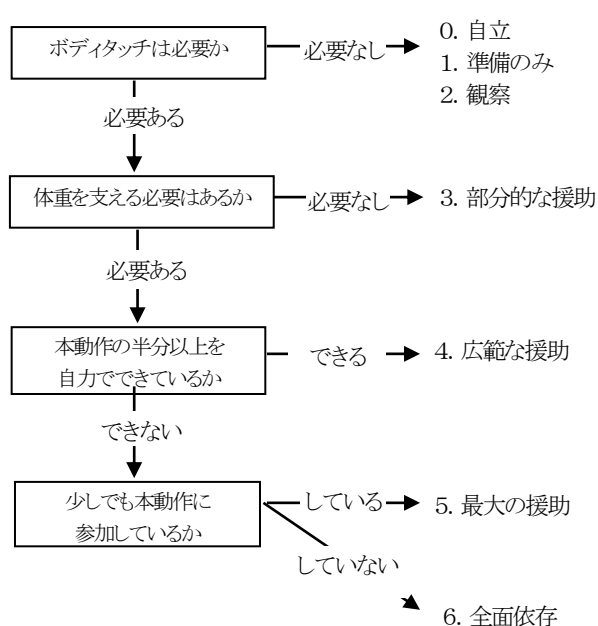 ボディタッチは必要か
必要なし
0. 自立
1. 準備のみ
2. 観察
必要ある
体重を支える必要はあるか
必要なし
3. 部分的な援助
必要ある
本動作の半分以上を
自力でできているか
できる
4. 広範な援助
できない
少しでも本動作に
参加しているか
している
5. 最大の援助
していない
6. 全面依存